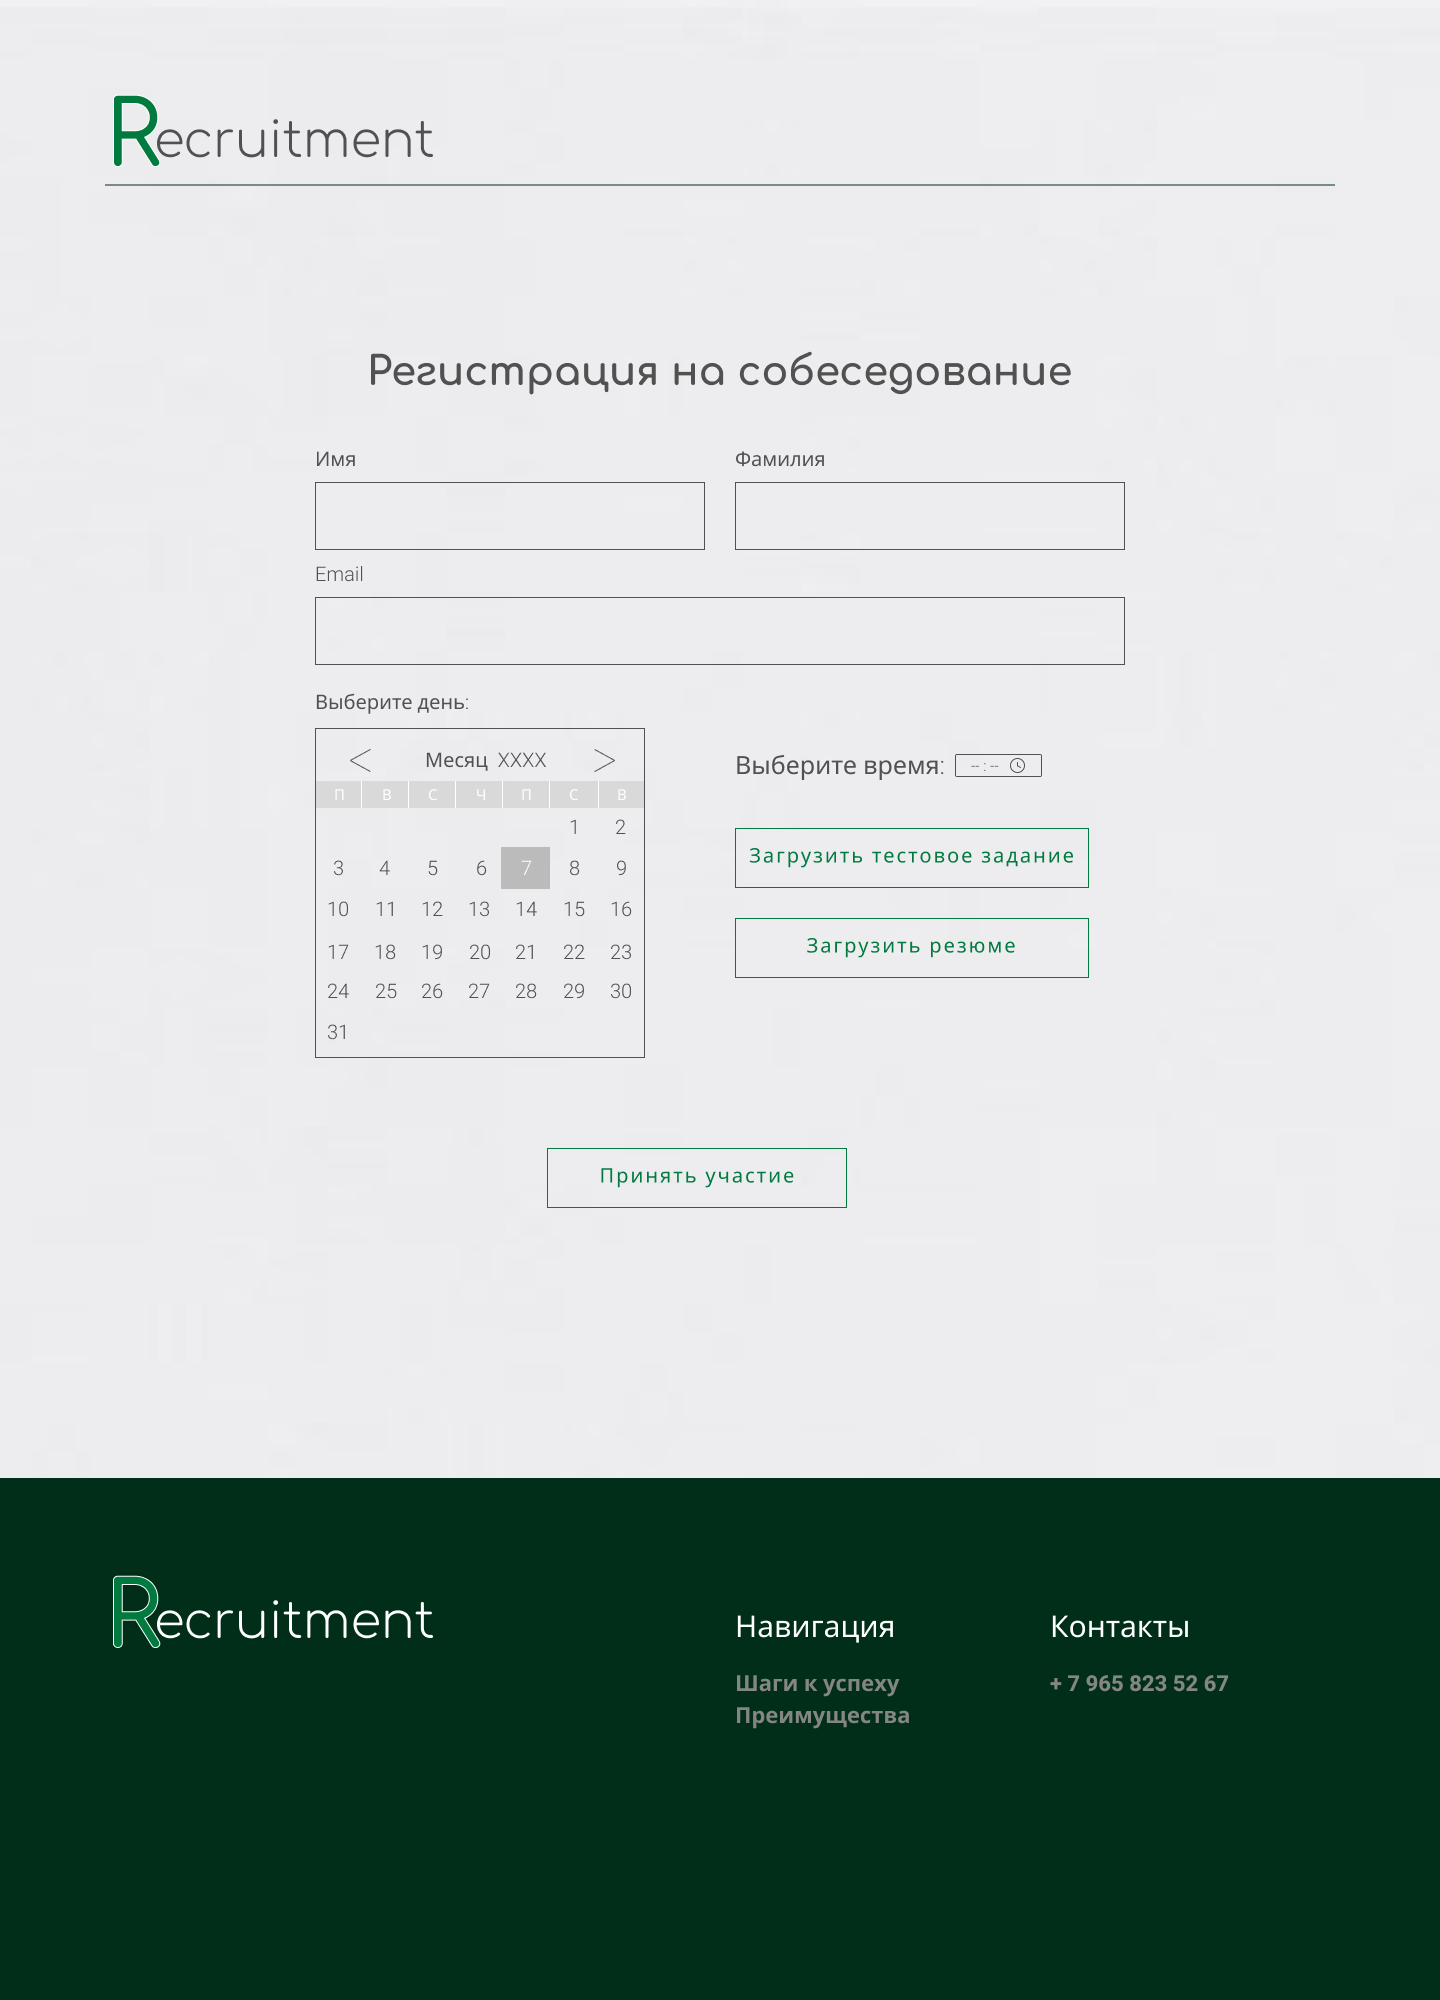 Recruitment
Регистрация на собеседование
Имя
Фамилия
Email
Выберите день:
< Месяц XXXX >
П В С Ч П С В
1 2
3 4 5 6 7 8 9
10 11 12 13 14 15 16
17 18 19 20 21 22 23
24 25 26 27 28 29 30
31
Выберите время: -- : --
Загрузить тестовое задание
Загрузить резюме
Принять участие
Recruitment
Навигация
Шаги к успеху
Преимущества
Контакты
+ 7 965 823 52 67